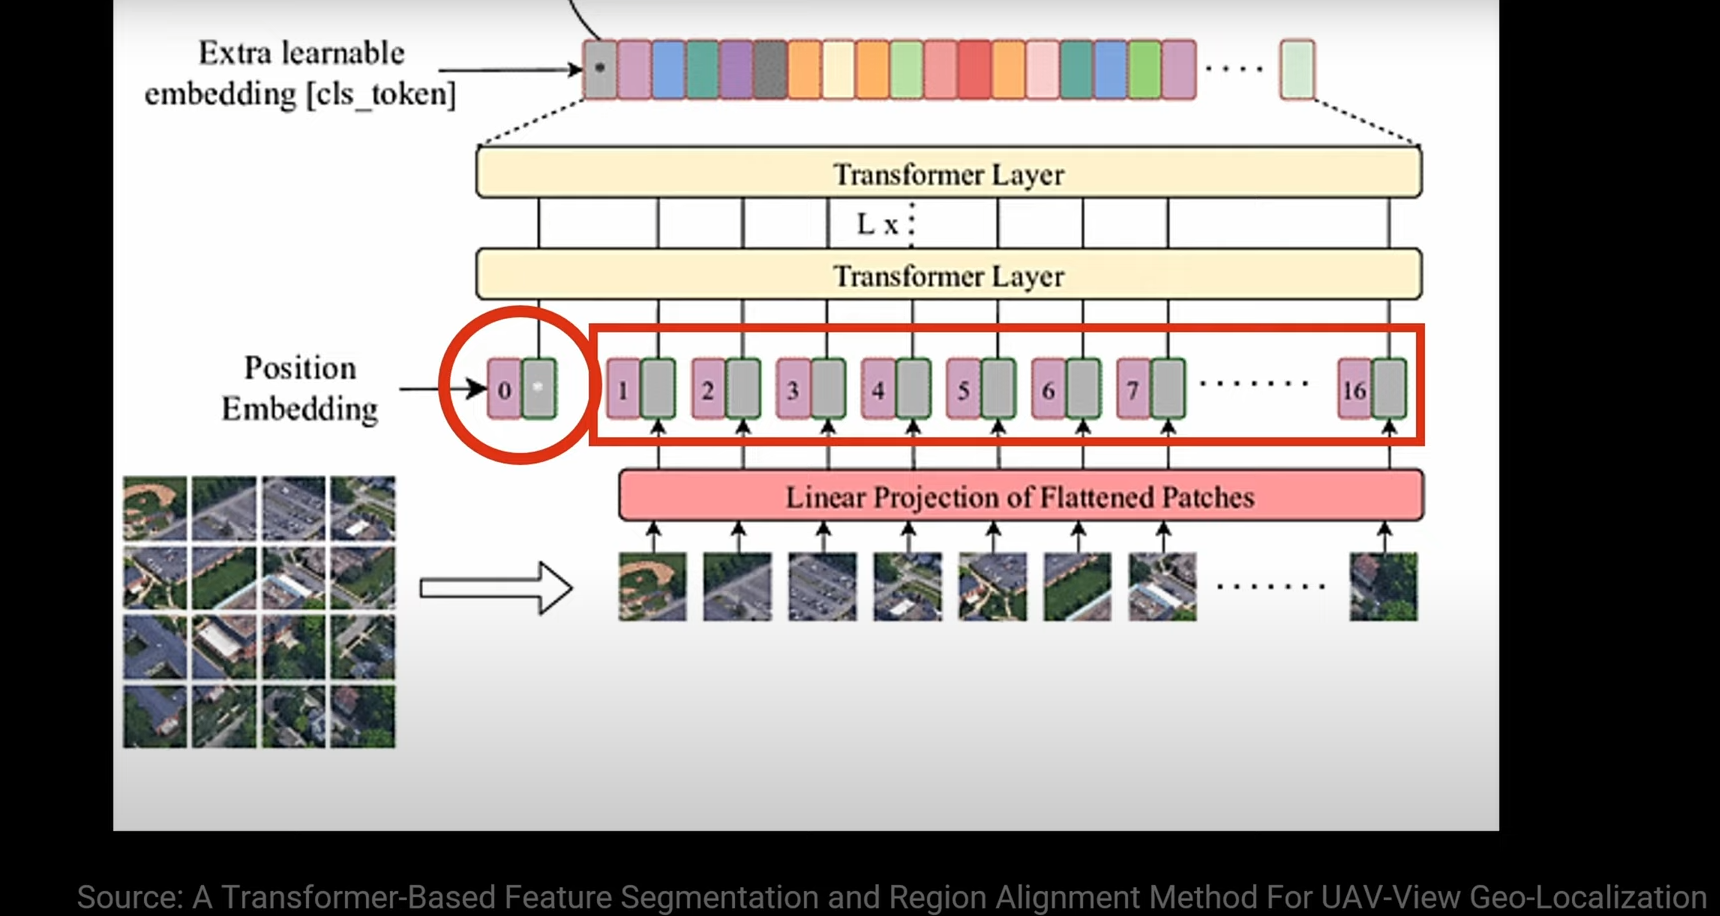 Extra learnable
embedding [cls_token]
*
Transformer Layer
L x
Transformer Layer
Position
Embedding
0 * 1 2 3 4 5 6 7 16
Linear Projection of Flattened Patches
Source: A Transformer-Based Feature Segmentation and Region Alignment Method For UAV-View Geo-Localization